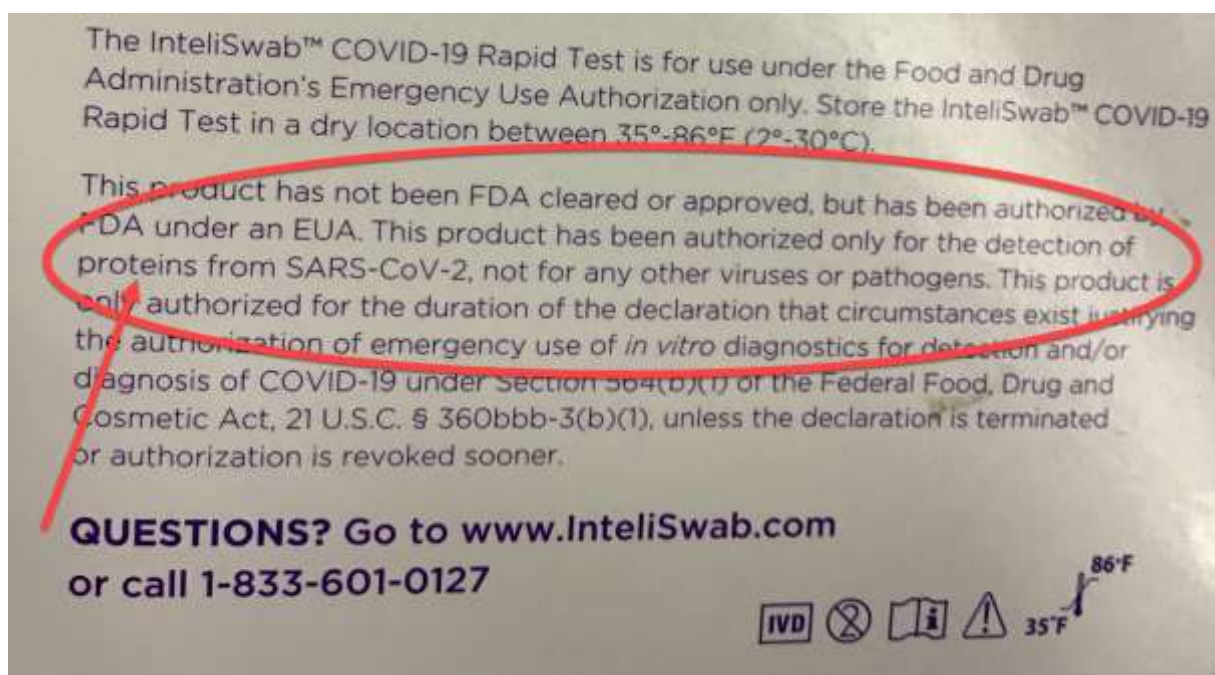 The InteliSwab™ COVID-19 Rapid Test is for use under the Food and Drug
Administration's Emergency Use Authorization only. Store the InteliSwab™ COVID-19
Rapid Test in a dry location between 35°-86°F (2°-30°C).
This product has not been FDA cleared or approved, but has been authorized by
FDA under an EUA. This product has been authorized only for the detection of
proteins from SARS-CoV-2, not for any other viruses or pathogens. This product is
only authorized for the duration of the declaration that circumstances exist justifying
the authorization of emergency use of in vitro diagnostics for detection and/or
diagnosis of COVID-19 under Section 564(b)(1) of the Federal Food, Drug and
Cosmetic Act, 21 U.S.C. § 360bbb-3(b)(1), unless the declaration is terminated
or authorization is revoked sooner.
QUESTIONS? Go to www.InteliSwab.com
or call 1-833-601-0127
86°F
IVD 2 i 35°F